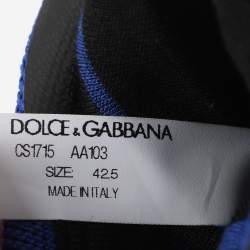 DOLCE & GABBANA
CS1715 AA103
SIZE: 42.5
MADE IN ITALY